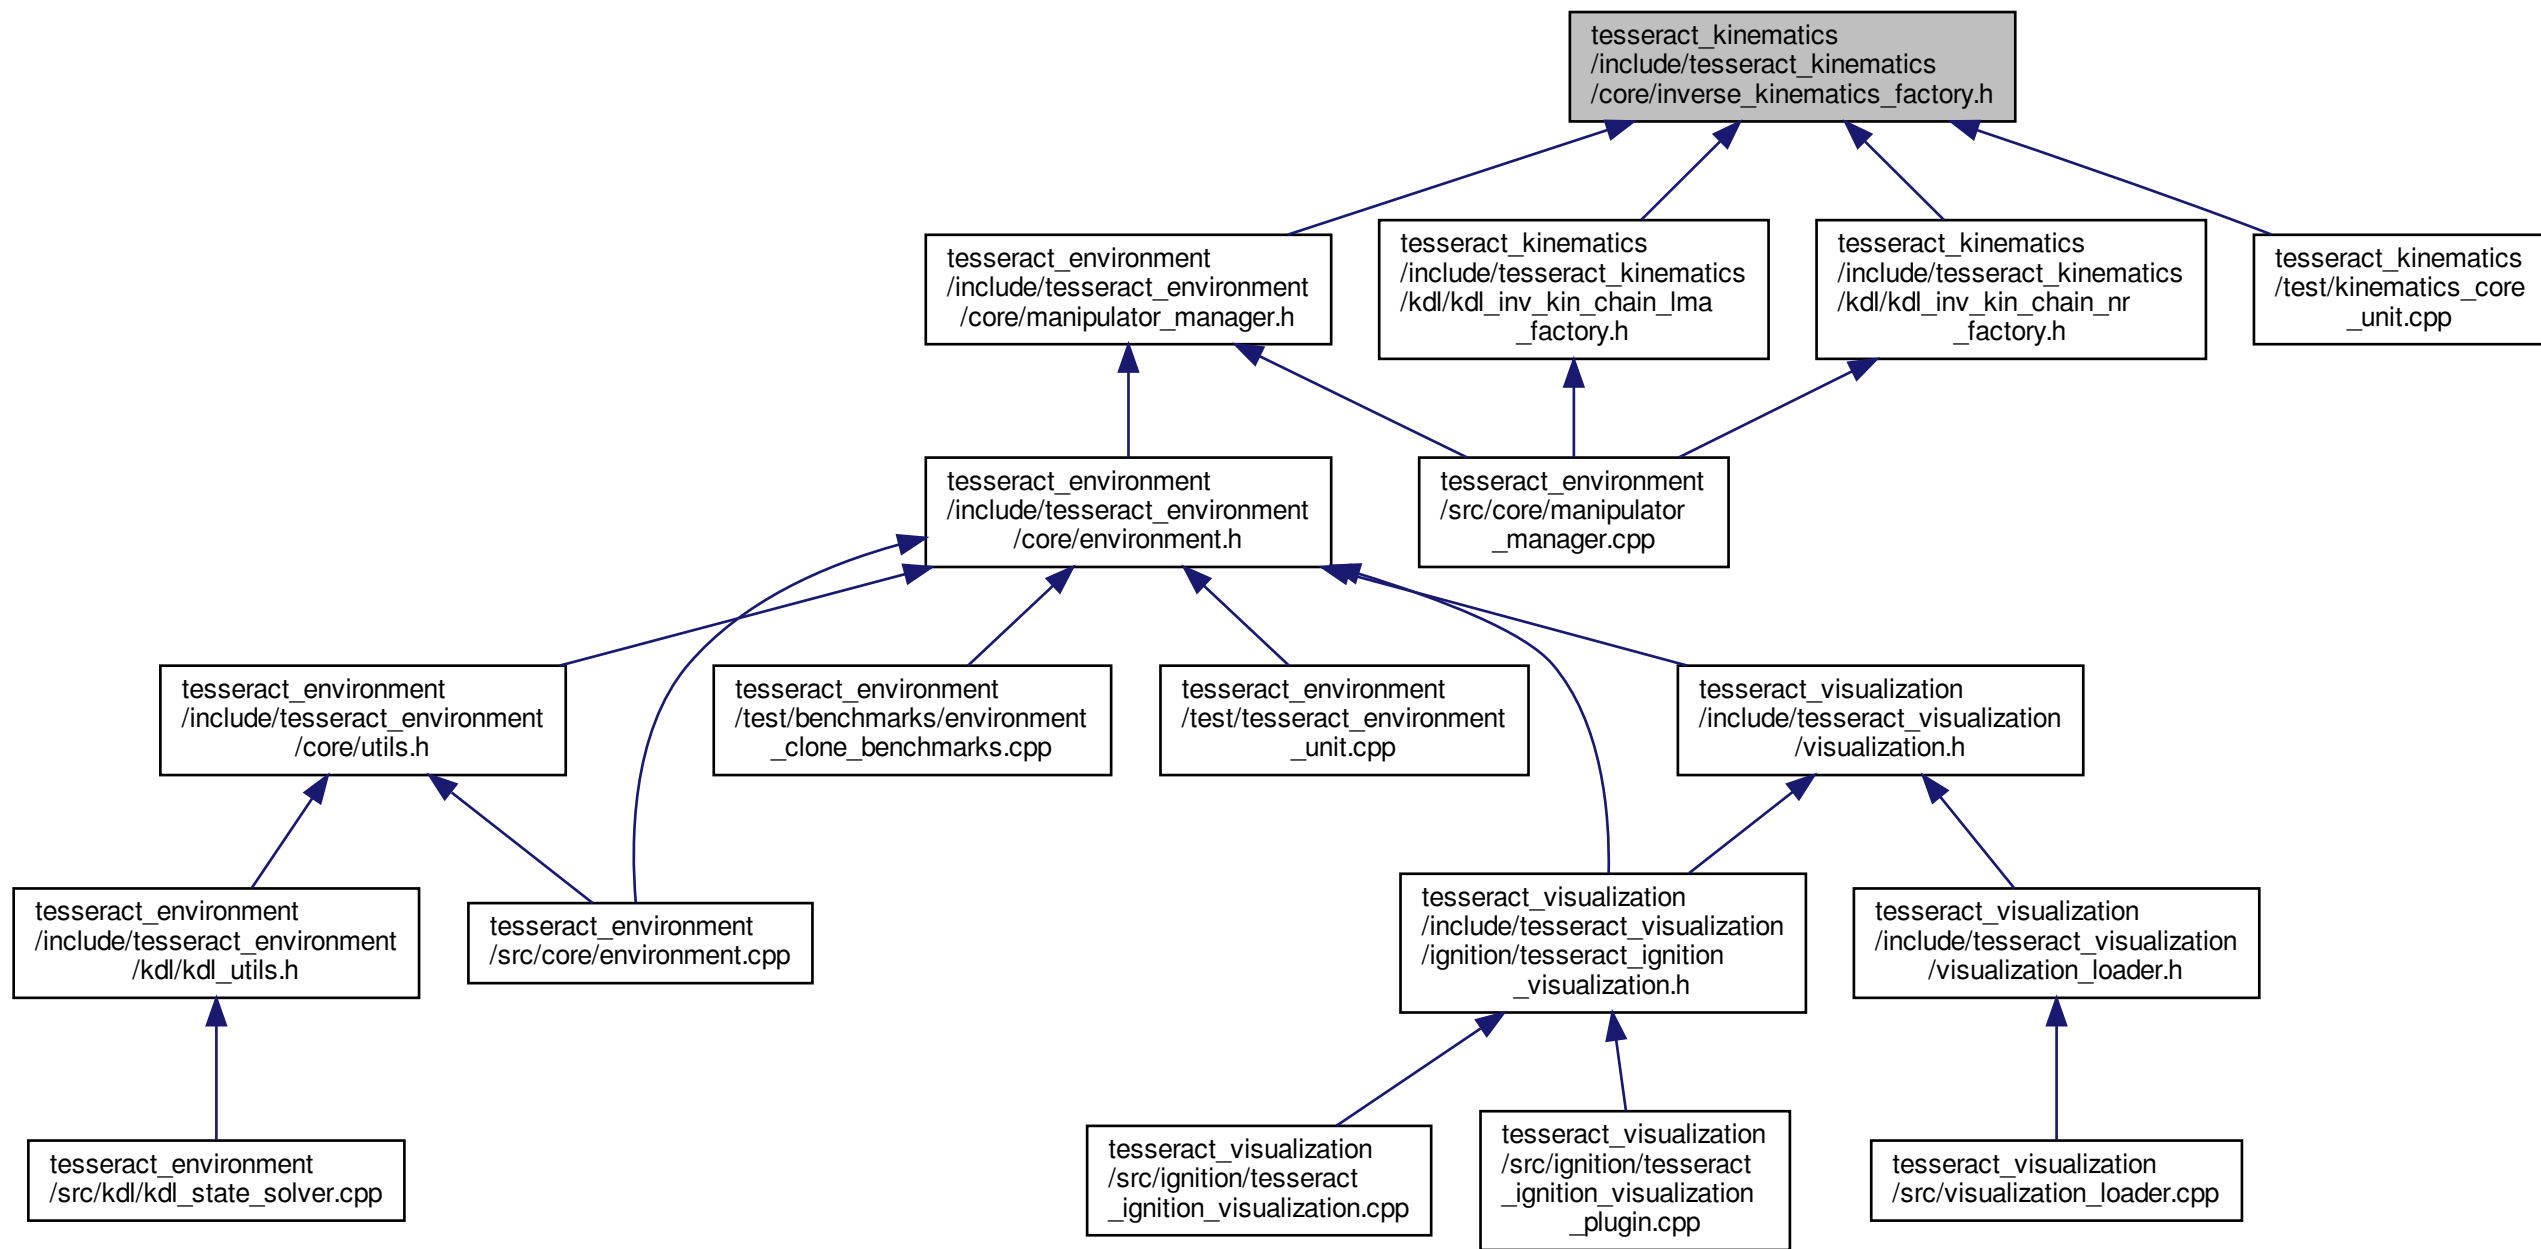 tesseract_kinematics
/include/tesseract_kinematics
/core/inverse_kinematics_factory.h
tesseract_environment
/include/tesseract_environment
/core/manipulator_manager.h
tesseract_kinematics
/include/tesseract_kinematics
/kdl/kdl_inv_kin_chain_lma
_factory.h
tesseract_kinematics
/include/tesseract_kinematics
/kdl/kdl_inv_kin_chain_nr
_factory.h
tesseract_kinematics
/test/kinematics_core
_unit.cpp
tesseract_environment
/include/tesseract_environment
/core/environment.h
tesseract_environment
/src/core/manipulator
_manager.cpp
tesseract_environment
/include/tesseract_environment
/core/utils.h
tesseract_environment
/test/benchmarks/environment
_clone_benchmarks.cpp
tesseract_environment
/test/tesseract_environment
_unit.cpp
tesseract_visualization
/include/tesseract_visualization
/visualization.h
tesseract_environment
/include/tesseract_environment
/kdl/kdl_utils.h
tesseract_environment
/src/core/environment.cpp
tesseract_visualization
/include/tesseract_visualization
/ignition/tesseract_ignition
_visualization.h
tesseract_visualization
/include/tesseract_visualization
/visualization_loader.h
tesseract_environment
/src/kdl/kdl_state_solver.cpp
tesseract_visualization
/src/ignition/tesseract
_ignition_visualization.cpp
tesseract_visualization
/src/ignition/tesseract
_ignition_visualization
_plugin.cpp
tesseract_visualization
/src/visualization_loader.cpp